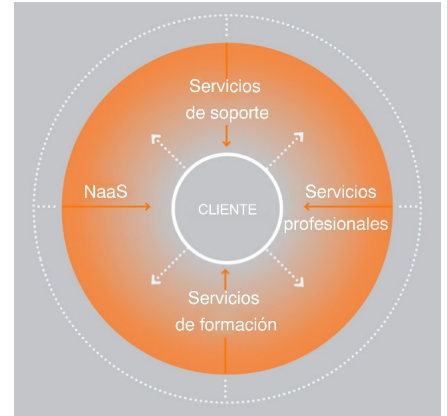 Servicios
de soporte
NaaS
CLIENTE
Servicios
profesionales
Servicios
de formación